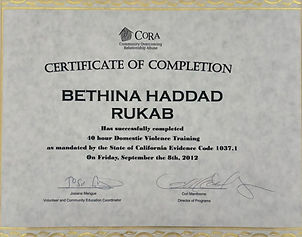 CORA
Community Overcoming
Relationship Abuse
CERTIFICATE OF COMPLETION
BETHINA HADDAD
RUKAB
Has successfully completed
40 hour Domestic Violence Training
as mandated by the State of California Evidence Code 1037.1
On Friday, September the 8th, 2012
Volunteer and Community Education Coordinator
Director of Programs